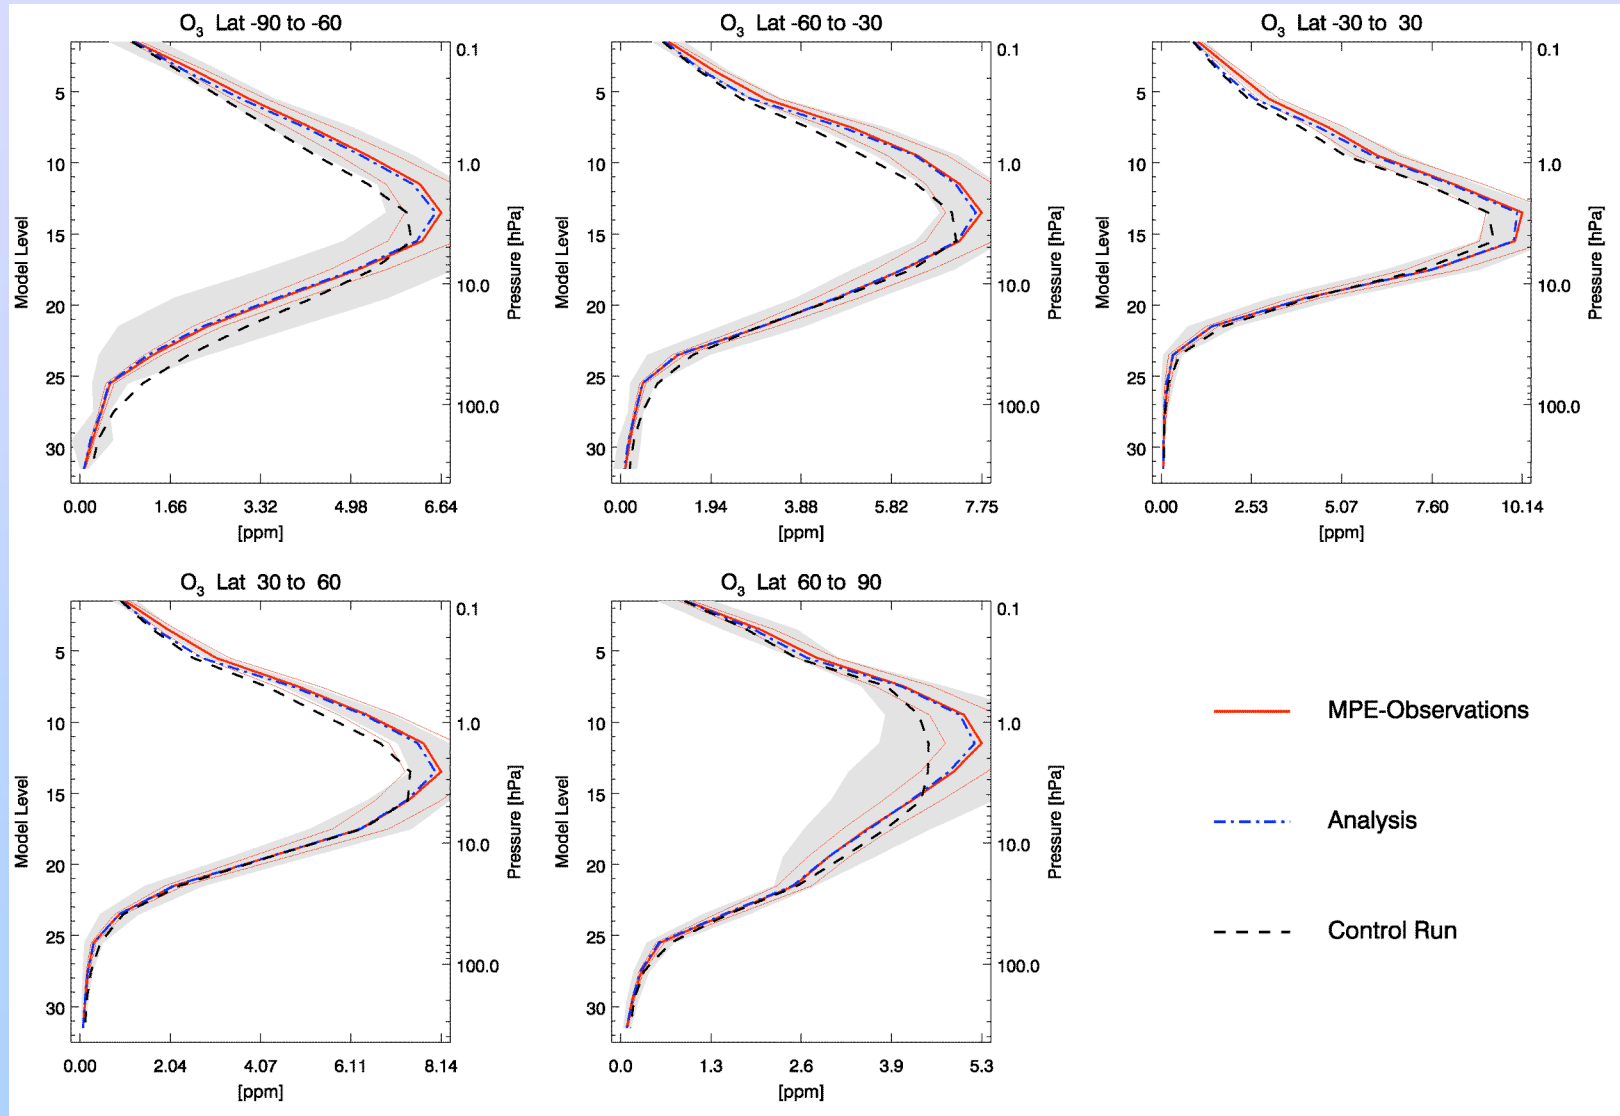 O3 Lat -90 to -60
Model Level
5
10
15
20
25
30
0.1
1.0
10.0
100.0
Pressure [hPa]
0.00 1.66 3.32 4.98 6.64
[ppm]
O3 Lat -60 to -30
Model Level
5
10
15
20
25
30
0.1
1.0
10.0
100.0
Pressure [hPa]
0.00 1.94 3.88 5.82 7.75
[ppm]
O3 Lat -30 to 30
Model Level
5
10
15
20
25
30
0.1
1.0
10.0
100.0
Pressure [hPa]
0.00 2.53 5.07 7.60 10.14
[ppm]
O3 Lat 30 to 60
Model Level
5
10
15
20
25
30
0.1
1.0
10.0
100.0
Pressure [hPa]
0.00 2.04 4.07 6.11 8.14
[ppm]
O3 Lat 60 to 90
Model Level
5
10
15
20
25
30
0.1
1.0
10.0
100.0
Pressure [hPa]
0.0 1.3 2.6 3.9 5.3
[ppm]
MPE-Observations
Analysis
Control Run